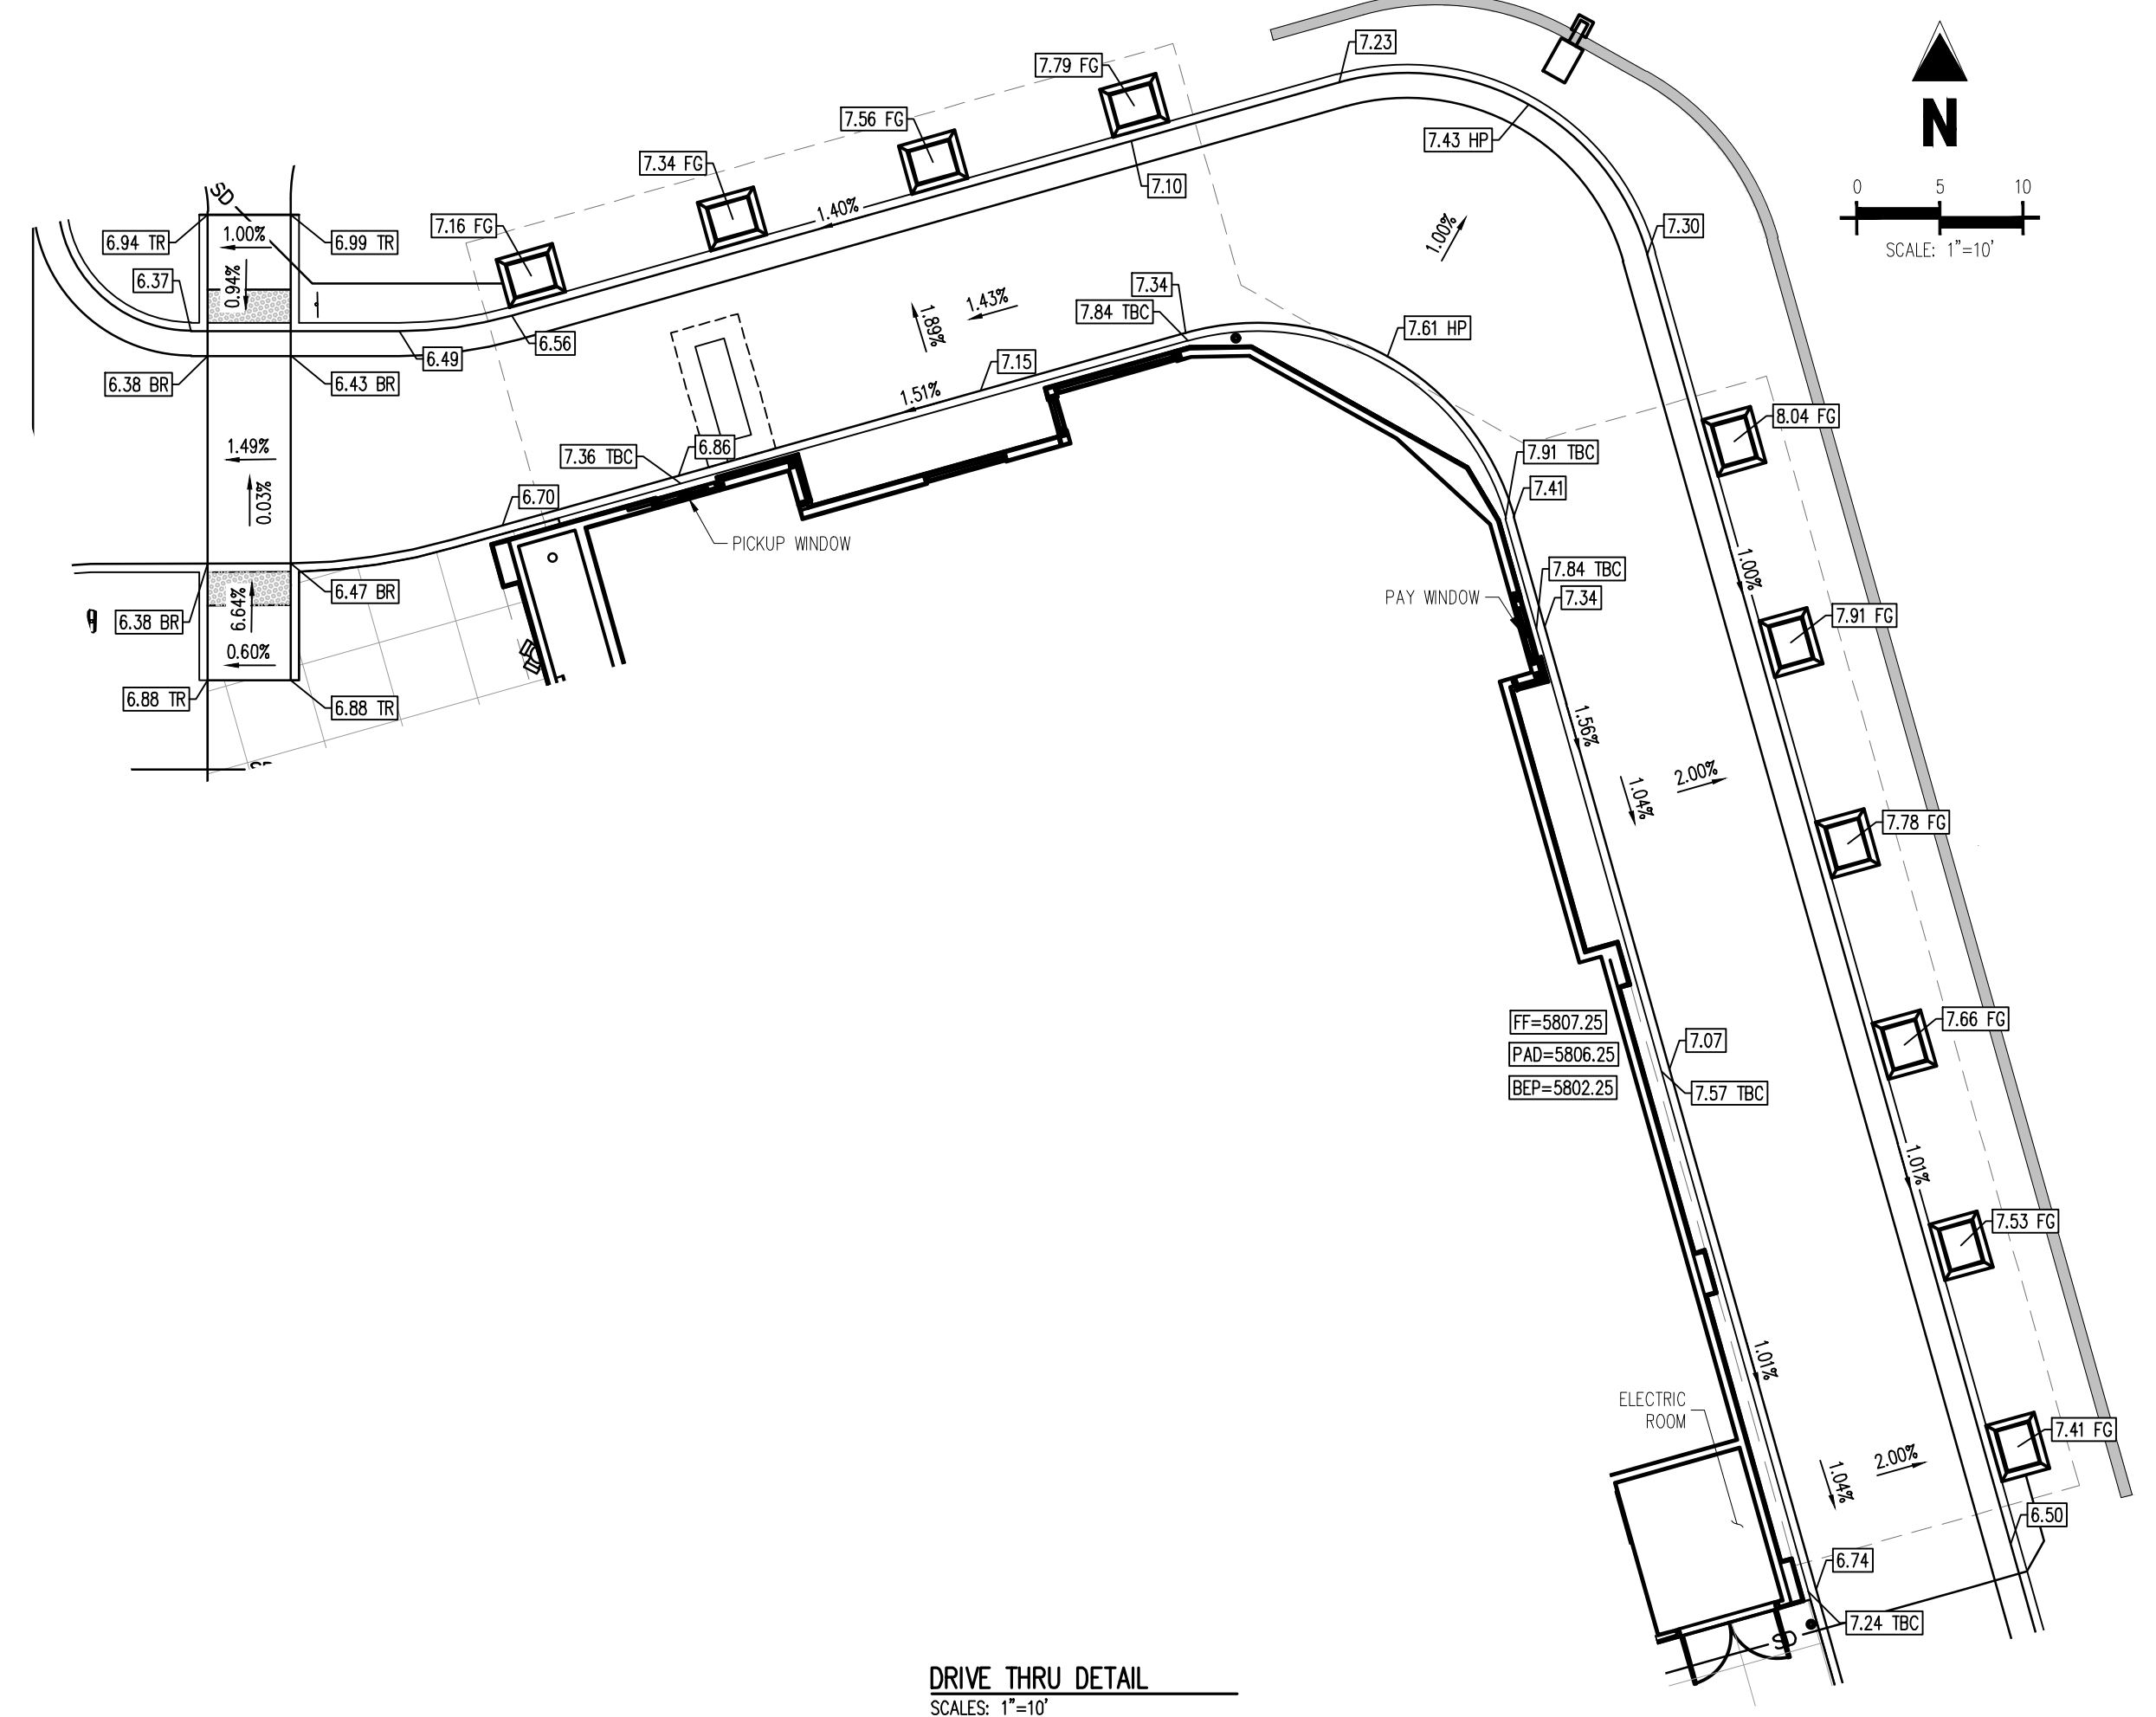 7.23
7.79 FG
7.56 FG
7.43 HP
N
7.34 FG
7.10
0 5 10
SCALE: 1"=10'
SD
7.16 FG
1.40%
1.00%
7.30
6.94 TR
1.00%
6.99 TR
6.37
0.94%
7.34
7.84 TBC
1.43%
1.89%
7.61 HP
6.56
6.49
7.15
6.38 BR
6.43 BR
1.51%
8.04 FG
1.49%
6.86
7.36 TBC
7.91 TBC
7.41
6.70
0.03%
PICKUP WINDOW
7.84 TBC
1.00%
PAY WINDOW
7.34
6.47 BR
6.38 BR
6.64%
7.91 FG
0.60%
6.88 TR
6.88 TR
1.56%
2.00%
1.04%
7.78 FG
FF=5807.25
PAD=5806.25
BEP=5802.25
7.66 FG
7.07
7.57 TBC
1.01%
7.53 FG
1.01%
ELECTRIC
ROOM
7.41 FG
2.00%
1.04%
6.50
6.74
7.24 TBC
S
DRIVE THRU DETAIL
SCALES: 1"=10'